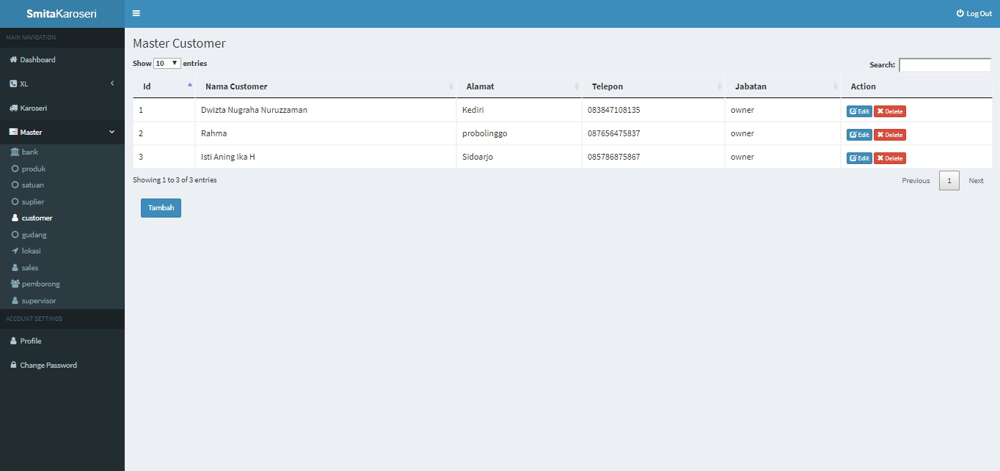 SmitaKaroseri
Log Out
MAIN NAVIGATION
Dashboard
XL
Karoseri
Master
bank
produk
satuan
suplier
customer
gudang
lokasi
sales
pemborong
supervisor
ACCOUNT SETTINGS
Profile
Change Password
Master Customer
Show 10 entries
Search:
Id Nama Customer Alamat Telepon Jabatan Action
1 Dwizta Nugraha Nuruzzaman Kediri 083847108135 owner Edit Delete
2 Rahma probolinggo 087656475837 owner Edit Delete
3 Isti Aning Ika H Sidoarjo 085786875867 owner Edit Delete
Showing 1 to 3 of 3 entries
Previous 1 Next
Tambah